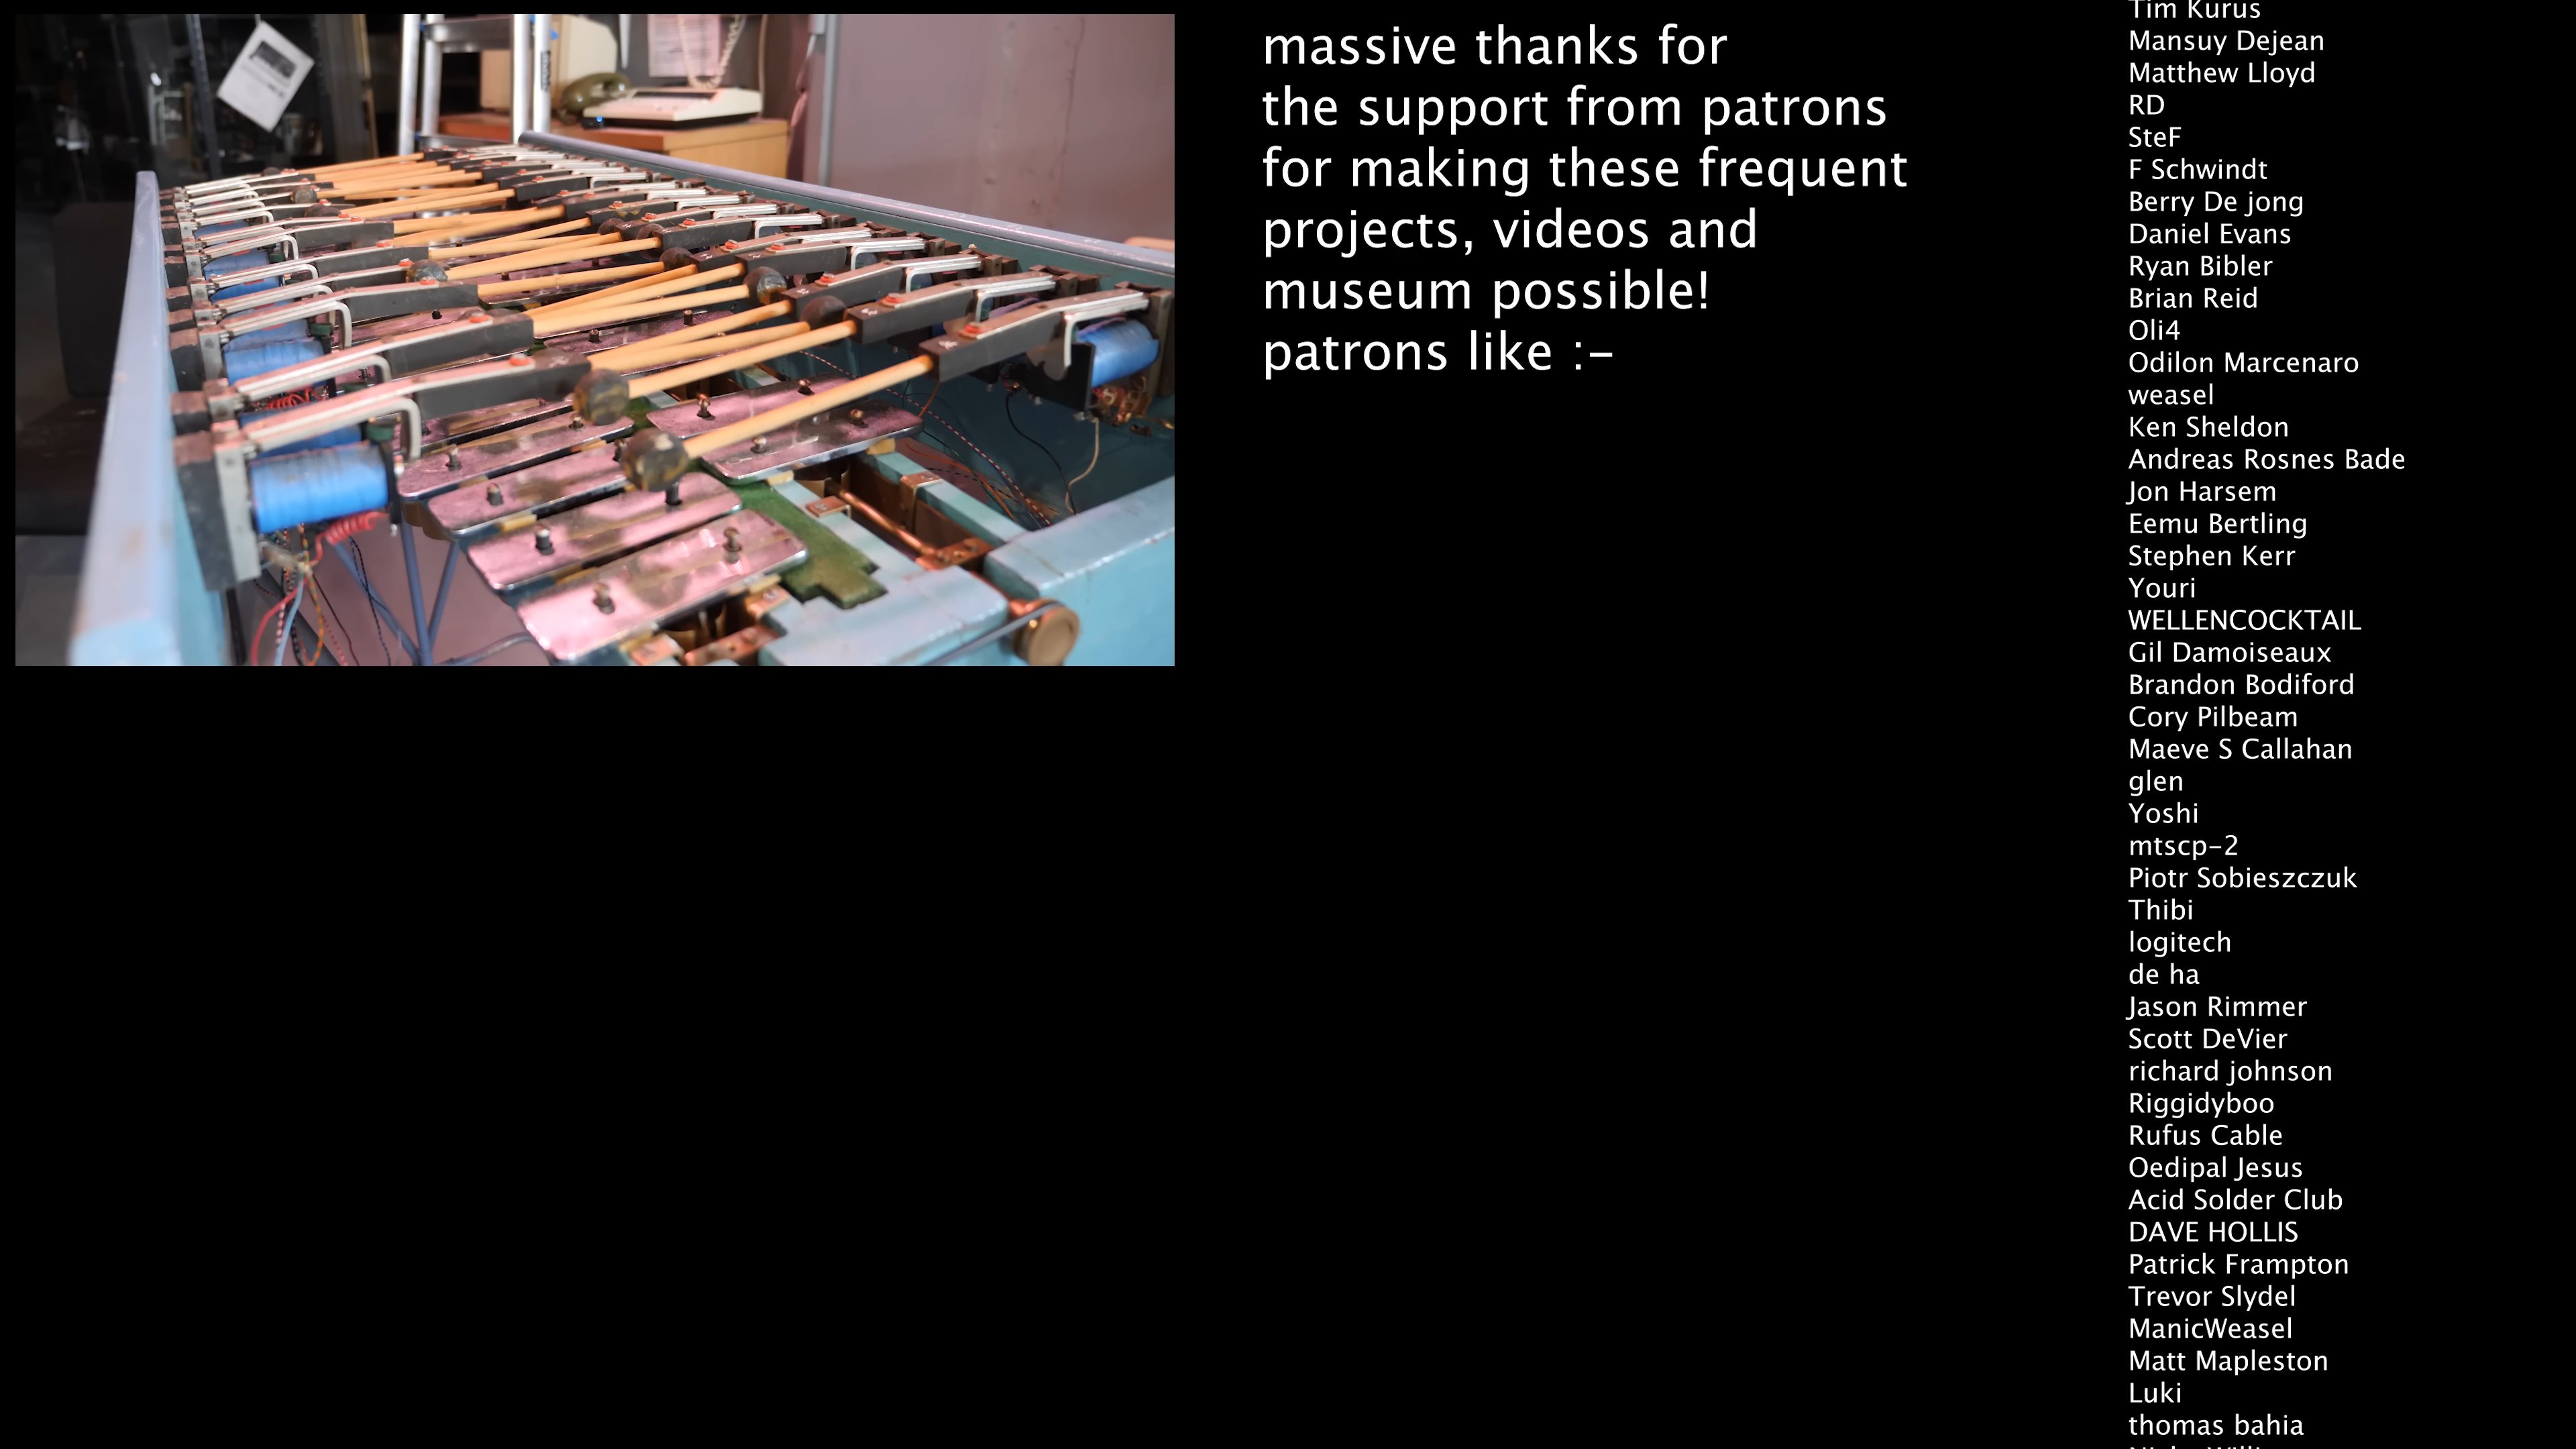 massive thanks for
the support from patrons
for making these frequent
projects, videos and
museum possible!
patrons like :-
Tim Kurus
Mansuy Dejean
Matthew Lloyd
RD
SteF
F Schwindt
Berry De jong
Daniel Evans
Ryan Bibler
Brian Reid
Oli4
Odilon Marcenaro
weasel
Ken Sheldon
Andreas Rosnes Bade
Jon Harsem
Eemu Bertling
Stephen Kerr
Youri
WELLENCOCKTAIL
Gil Damoiseaux
Brandon Bodiford
Cory Pilbeam
Maeve S Callahan
glen
Yoshi
mtscp-2
Piotr Sobieszczuk
Thibi
logitech
de ha
Jason Rimmer
Scott DeVier
richard johnson
Riggidyboo
Rufus Cable
Oedipal Jesus
Acid Solder Club
DAVE HOLLIS
Patrick Frampton
Trevor Slydel
ManicWeasel
Matt Mapleston
Luki
thomas bahia